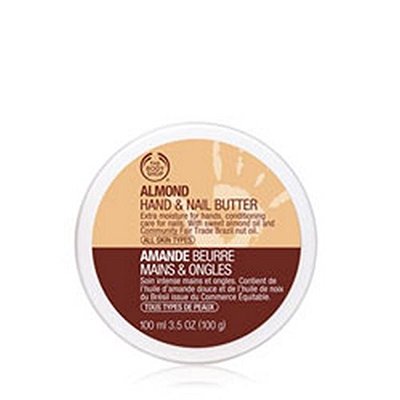 THE
BODY
SHOP
ALMOND
HAND & NAIL BUTTER
Extra moisture for hands, conditioning
care for nails. With sweet almond oil and
Community Fair Trade Brazil nut oil.
ALL SKIN TYPES
AMANDE BEURRE
MAINS & ONGLES
Soin intense mains et ongles. Contient de
l'huile d'amande douce et de l'huile de noix
du Brésil issue du Commerce Equitable.
TOUS TYPES DE PEAUX
100 ml 3.5 OZ (100 g)